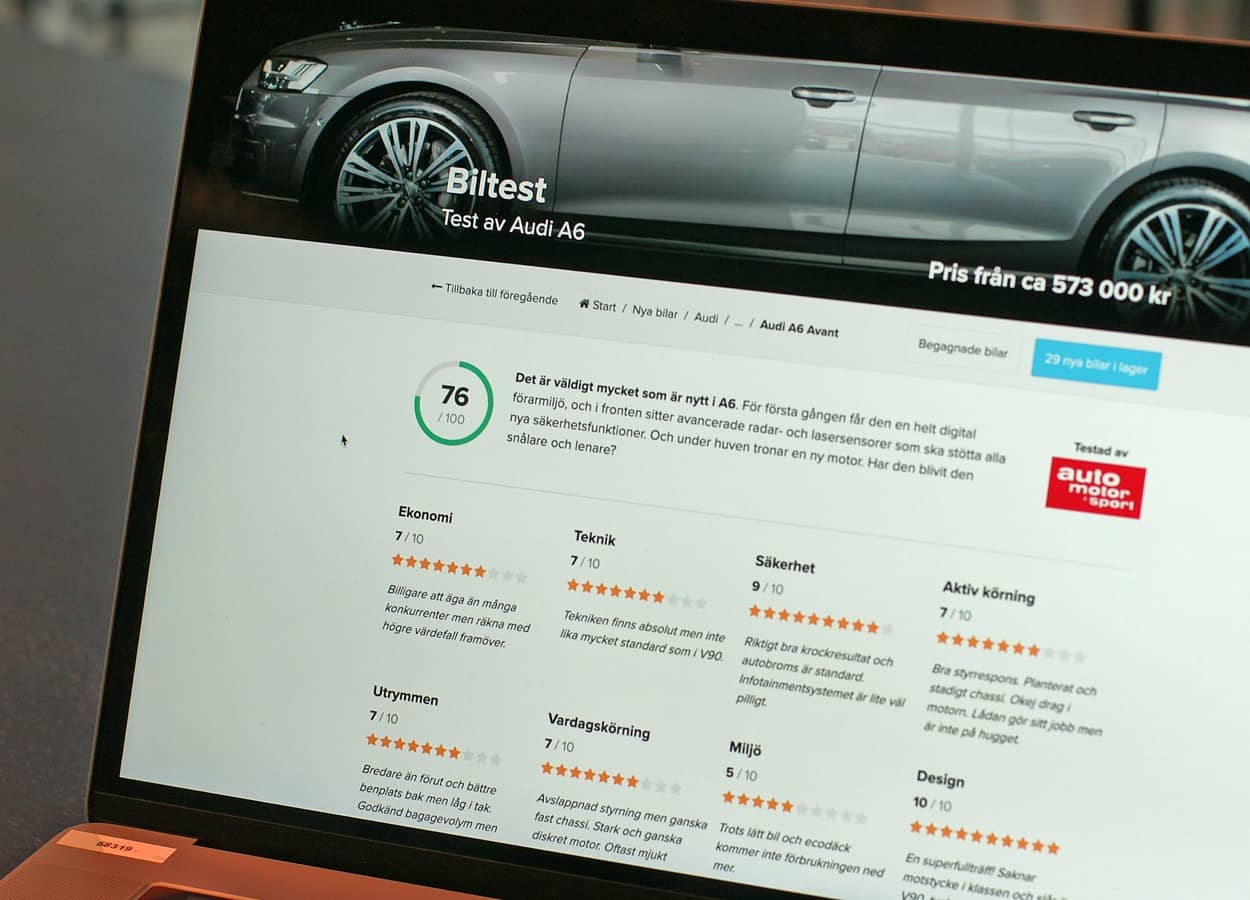 Biltest
Test av Audi A6
Pris från ca 573 000 kr
Tillbaka till föregående
Start / Nya bilar / Audi / ... / Audi A6 Avant
Begagnade bilar
29 nya bilar i lager
76
/ 100
Det är väldigt mycket som är nytt i A6. För första gången får den en helt digital
förarmiljö, och i fronten sitter avancerade radar- och lasersensorer som ska stötta alla
nya säkerhetsfunktioner. Och under huven tronar en ny motor. Har den blivit den
snålare och lenare?
Testad av
auto
motor
& sport
Ekonomi
7 / 10
Billigare att äga än många
konkurrenter men räkna med
högre värdefall framöver.
Teknik
7 / 10
Tekniken finns absolut men inte
lika mycket standard som i V90.
Säkerhet
9 / 10
Riktigt bra krockresultat och
autobroms är standard.
Infotainmentsystemet är lite väl
pilligt.
Aktiv körning
7 / 10
Bra styrrespons. Planterat och
stadigt chassi. Okej drag i
motorn. Lådan gör sitt jobb men
är inte på hugget.
Utrymmen
7 / 10
Bredare än förut och bättre
benplats bak men låg i tak.
Godkänd bagagevolym men
Vardagskörning
7 / 10
Avslappnad styrning men ganska
fast chassi. Stark och ganska
diskret motor. Oftast mjukt
Miljö
5 / 10
Trots lätt bil och ecodäck
kommer inte förbrukningen ned
mer.
Design
10 / 10
En superfullträff! Saknar
motstycke i klassen och slår
V90
58319